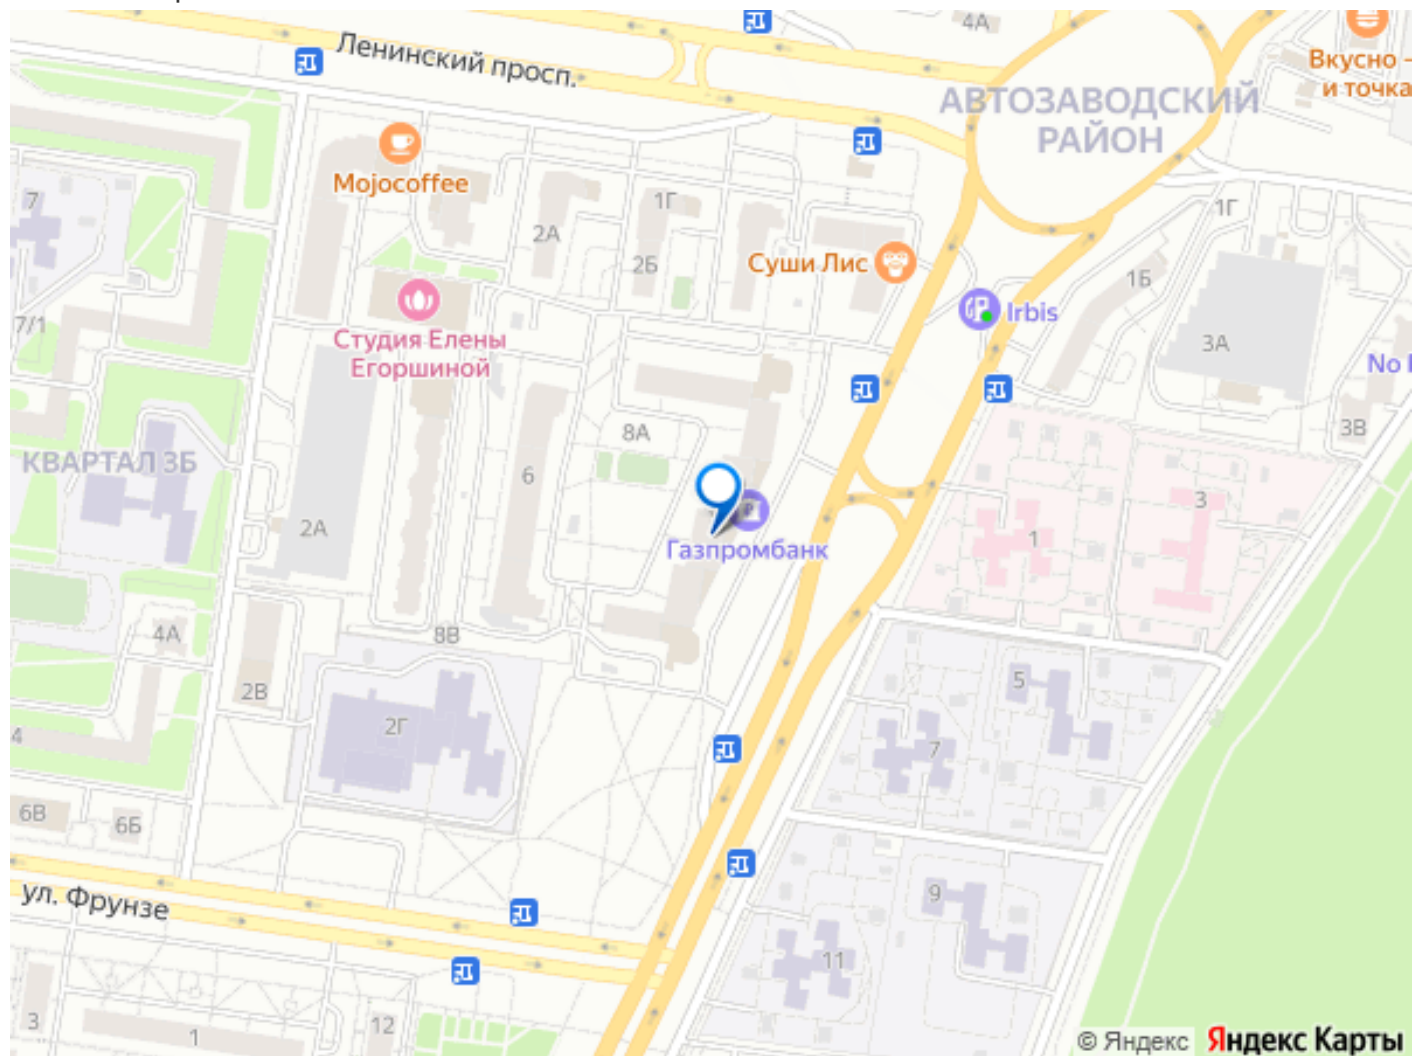 4А
Ленинский просп.
Вкусно –
и точка
АВТОЗАВОДСКИЙ
РАЙОН
Mojocoffee
7
1Г
2А
1Г
Суши Лис
2Б
1Б
Irbis
7/1
Студия Елены
Егоршиной
3А
No
8А
3В
КВАРТАЛ 3Б
6
3
2А
1
Газпромбанк
4А
8В
5
2В
2Г
4
7
6В
6Б
ул. Фрунзе
9
11
3
12
1
© Яндекс Яндекс Карты